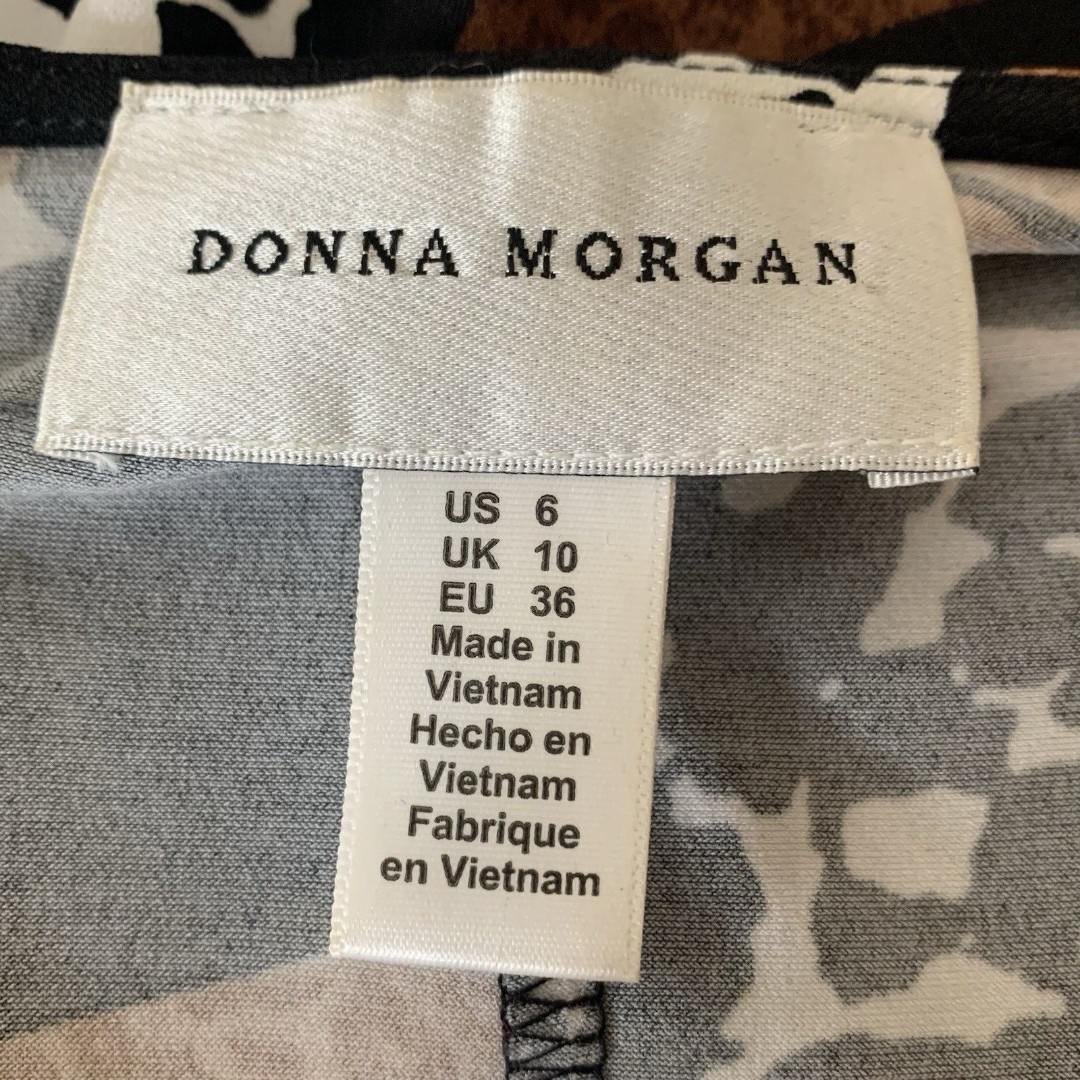 DONNA MORGAN
US 6
UK 10
EU 36
Made in
Vietnam
Hecho en
Vietnam
Fabrique
en Vietnam